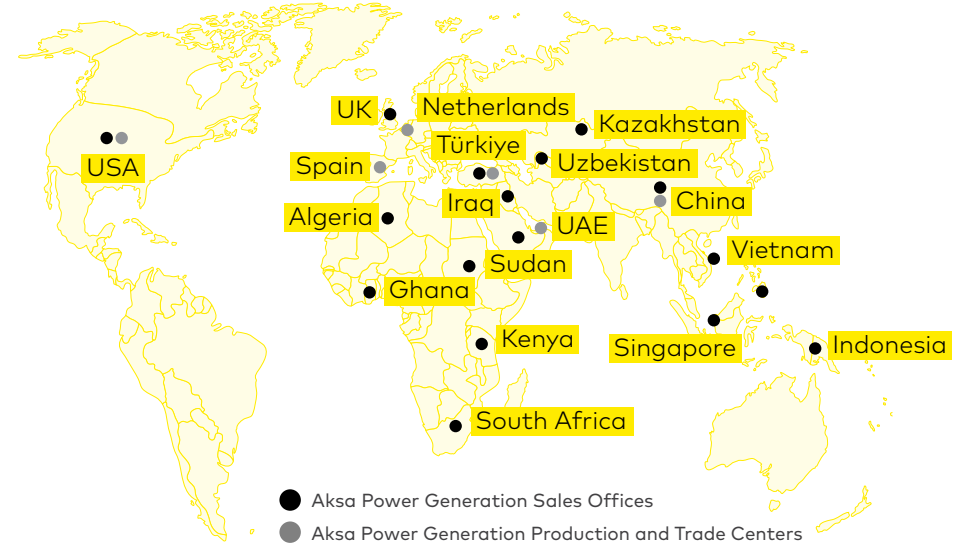 UK
Netherlands
Kazakhstan
Türkiye
USA
Spain
Uzbekistan
Iraq
China
Algeria
UAE
Vietnam
Sudan
Ghana
Kenya
Singapore
Indonesia
South Africa
Aksa Power Generation Sales Offices
Aksa Power Generation Production and Trade Centers